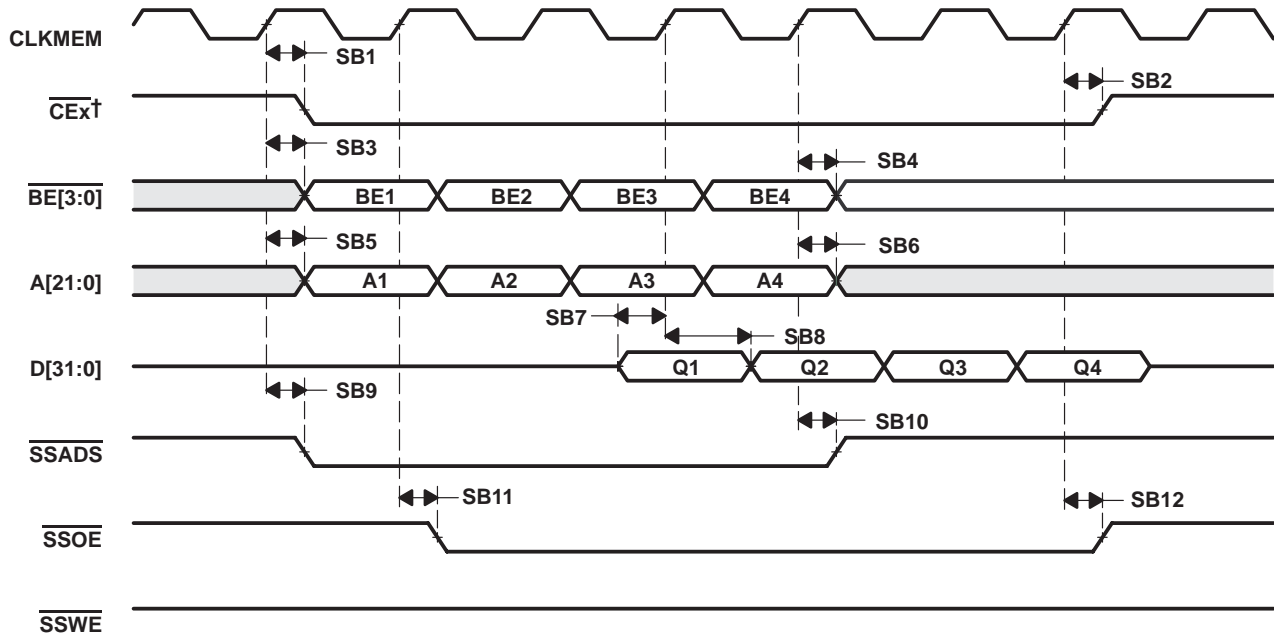 CLKMEM
SB1
SB2
CEx†
SB3
SB4
BE[3:0]
BE1 BE2 BE3 BE4
SB5
SB6
A[21:0]
A1 A2 A3 A4
SB7
SB8
D[31:0]
Q1 Q2 Q3 Q4
SB9
SB10
SSADS
SB11
SB12
SSOE
SSWE